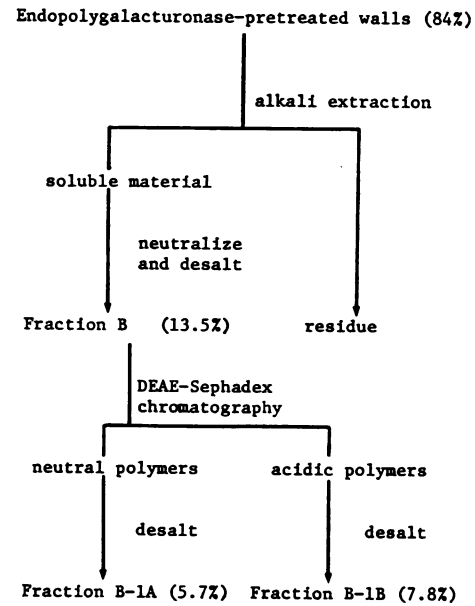 Endopolygalacturonase-pretreated walls (84%)
alkali extraction
soluble material
neutralize
and desalt
Fraction B (13.5%) residue
DEAE-Sephadex
chromatography
neutral polymers acidic polymers
desalt desalt
Fraction B-1A (5.7%) Fraction B-1B (7.8%)